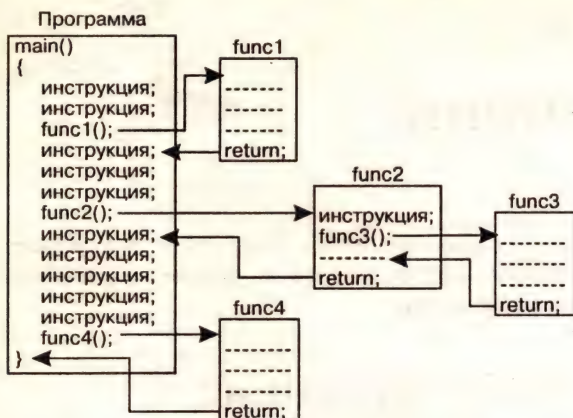 Программа
main()
{
инструкция;
инструкция;
func1();
инструкция;
инструкция;
инструкция;
func2();
инструкция;
инструкция;
инструкция;
инструкция;
инструкция;
func4();
}
func1
return;
func2
инструкция;
func3();
return;
func3
return;
func4
return;